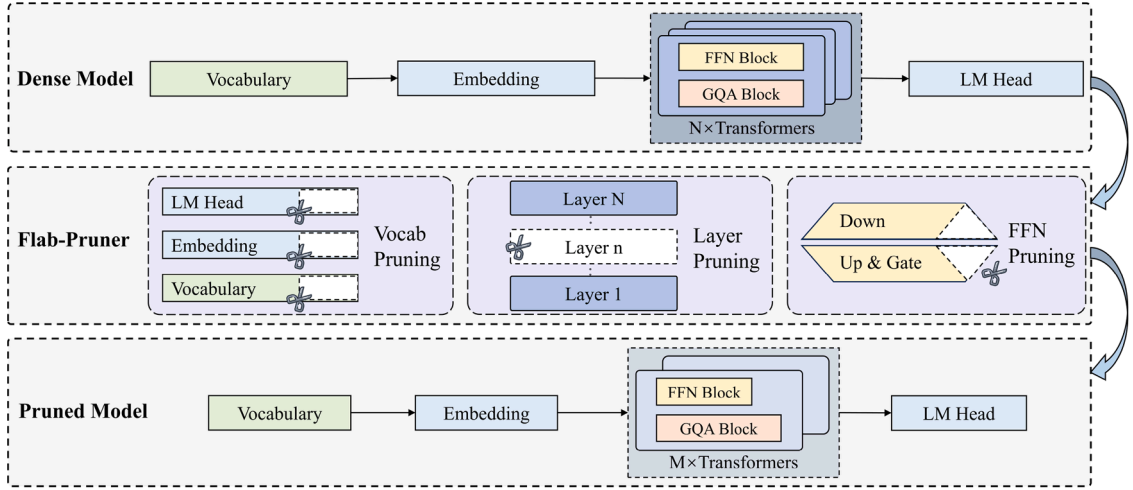 Dense Model
Vocabulary
Embedding
FFN Block
GQA Block
N×Transformers
LM Head
Flab-Pruner
LM Head
Embedding
Vocabulary
Vocab
Pruning
Layer N
Layer n
Layer 1
Layer
Pruning
Down
Up & Gate
FFN
Pruning
Pruned Model
Vocabulary
Embedding
FFN Block
GQA Block
M×Transformers
LM Head